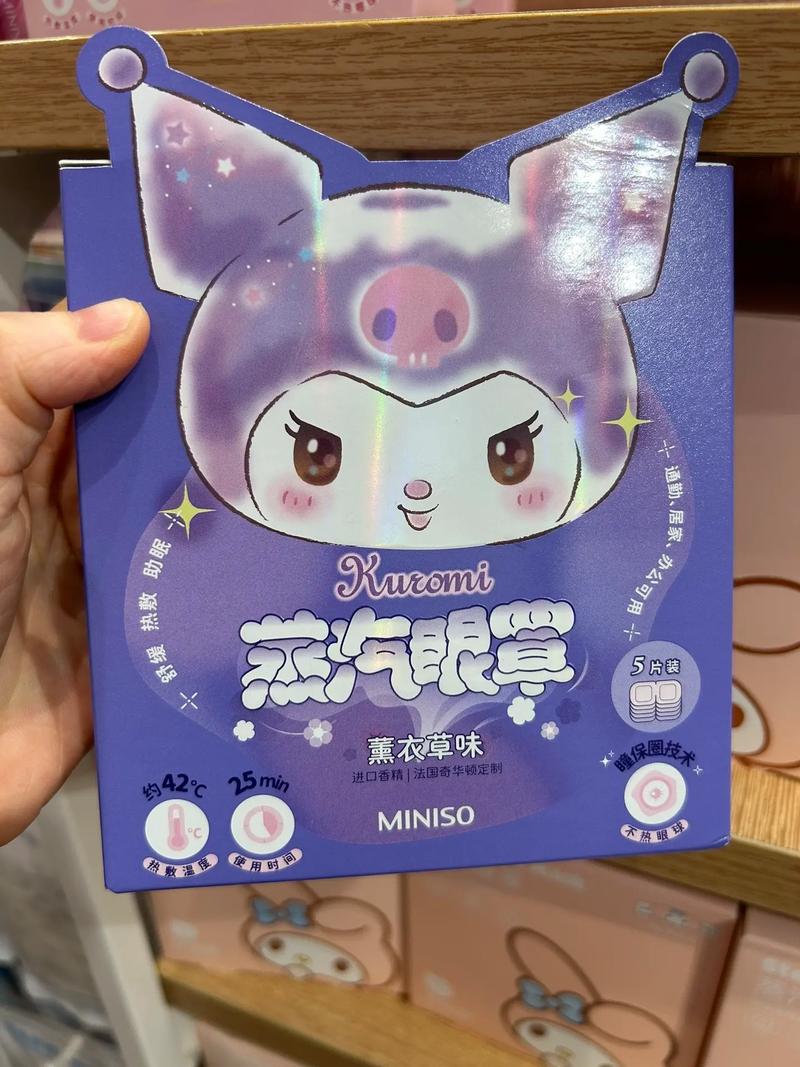 舒缓 热敷 助眠
通勤、居家、办公可用
Kuromi
蒸汽眼罩
5片装
薰衣草味
进口香精|法国奇华顿定制
MINISO
约42℃
℃
热敷温度
25min
使用时间
瞳保圈技术
不热眼球